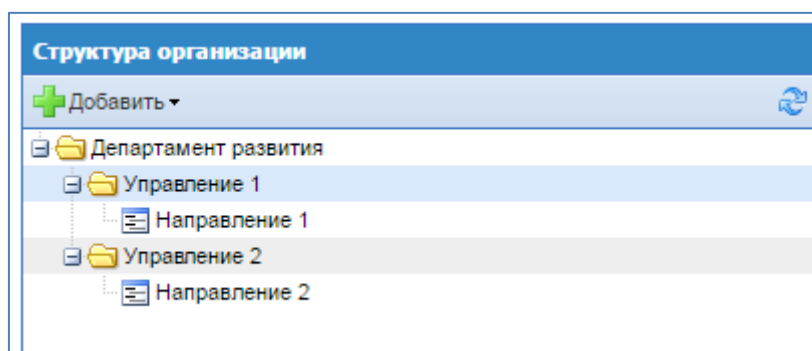 Структура организации
Добавить
Департамент развития
Управление 1
Направление 1
Управление 2
Направление 2